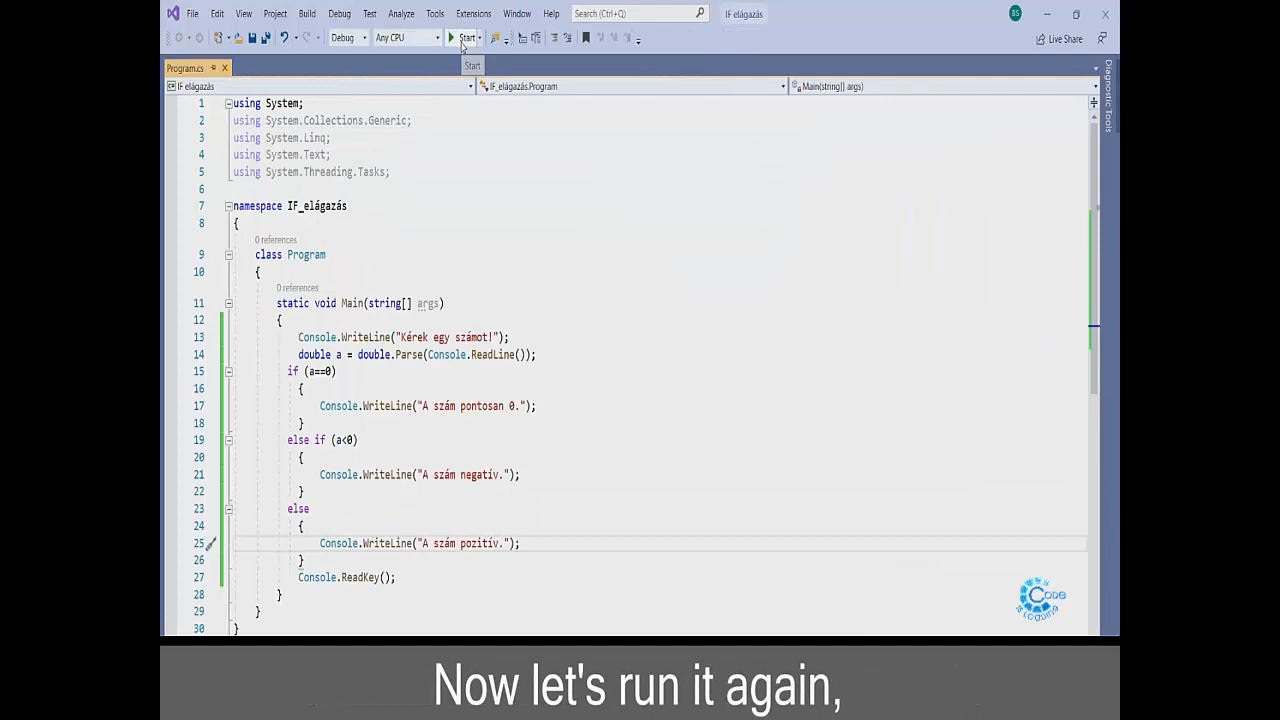 File Edit View Project Build Debug Test Analyze Tools Extensions Window Help Search (Ctrl+Q) IF elágazás BS
Debug Any CPU Start Live Share
Start
Program.cs
IF elágazás IF_elágazás.Program Main(string[] args)
Diagnostic Tools
1 using System;
2 using System.Collections.Generic;
3 using System.Linq;
4 using System.Text;
5 using System.Threading.Tasks;
6
7 namespace IF_elágazás
8 {
0 references
9 class Program
10 {
0 references
11 static void Main(string[] args)
12 {
13 Console.WriteLine("Kérek egy számot!");
14 double a = double.Parse(Console.ReadLine());
15 if (a==0)
16 {
17 Console.WriteLine("A szám pontosan 0.");
18 }
19 else if (a<0)
20 {
21 Console.WriteLine("A szám negatív.");
22 }
23 else
24 {
25 Console.WriteLine("A szám pozitív.");
26 }
27 Console.ReadKey();
28 }
29 }
30 }
Code
is Loading
Now let's run it again,